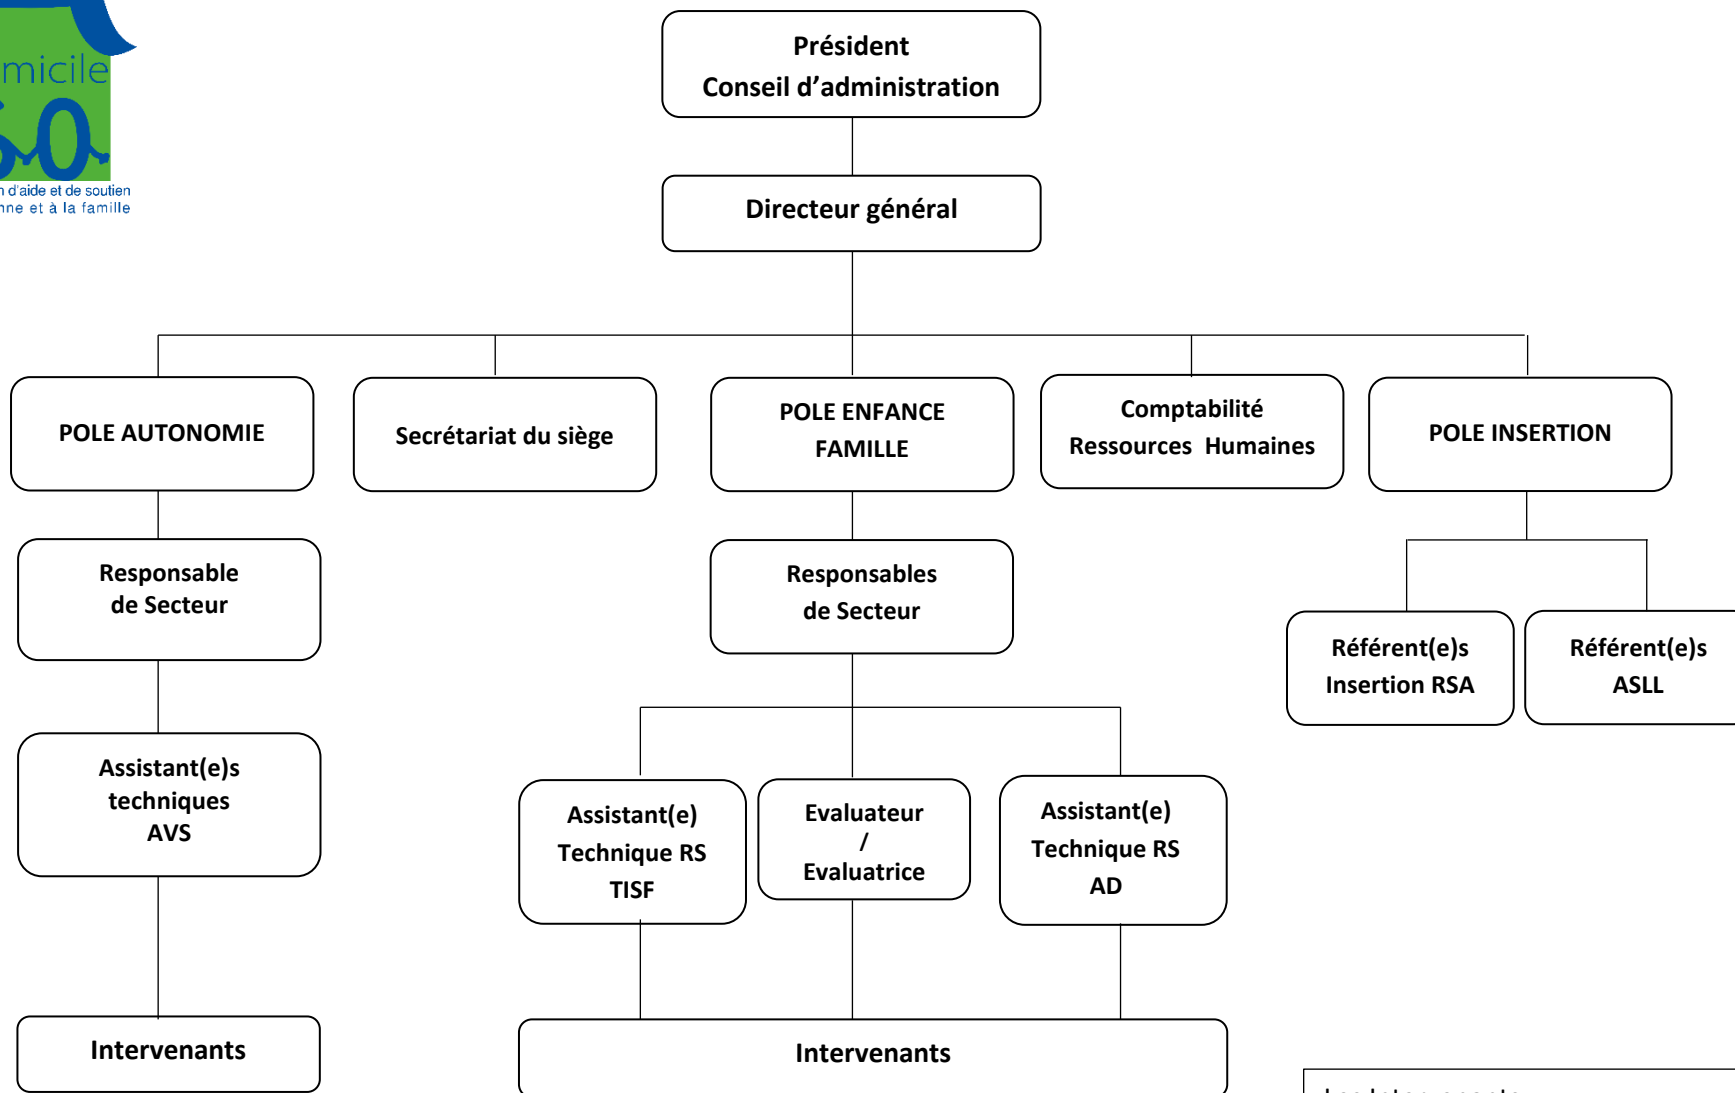 Président
Conseil d'administration
micile
60
n d'aide et de soutien
nne et à la famille
Directeur général
POLE AUTONOMIE
Secrétariat du siège
POLE ENFANCE
FAMILLE
Comptabilité
Ressources Humaines
POLE INSERTION
Responsable
de Secteur
Responsables
de Secteur
Référent(e)s
Insertion RSA
Référent(e)s
ASLL
Assistant(e)s
techniques
AVS
Assistant(e)
Technique RS
TISF
Evaluateur
/
Evaluatrice
Assistant(e)
Technique RS
AD
Intervenants
Intervenants